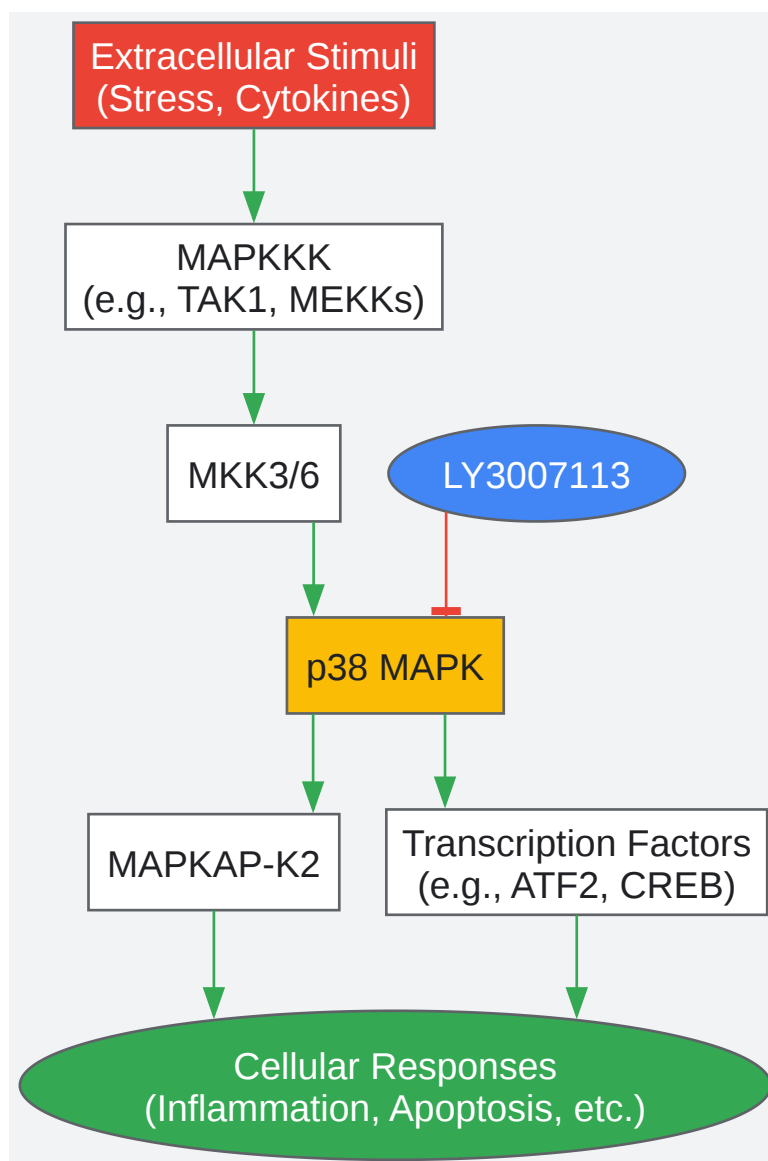 Extracellular Stimuli
(Stress, Cytokines)
MAPKKK
(e.g., TAK1, MEKKs)
MKK3/6
LY3007113
p38 MAPK
MAPKAP-K2
Transcription Factors
(e.g., ATF2, CREB)
Cellular Responses
(Inflammation, Apoptosis, etc.)